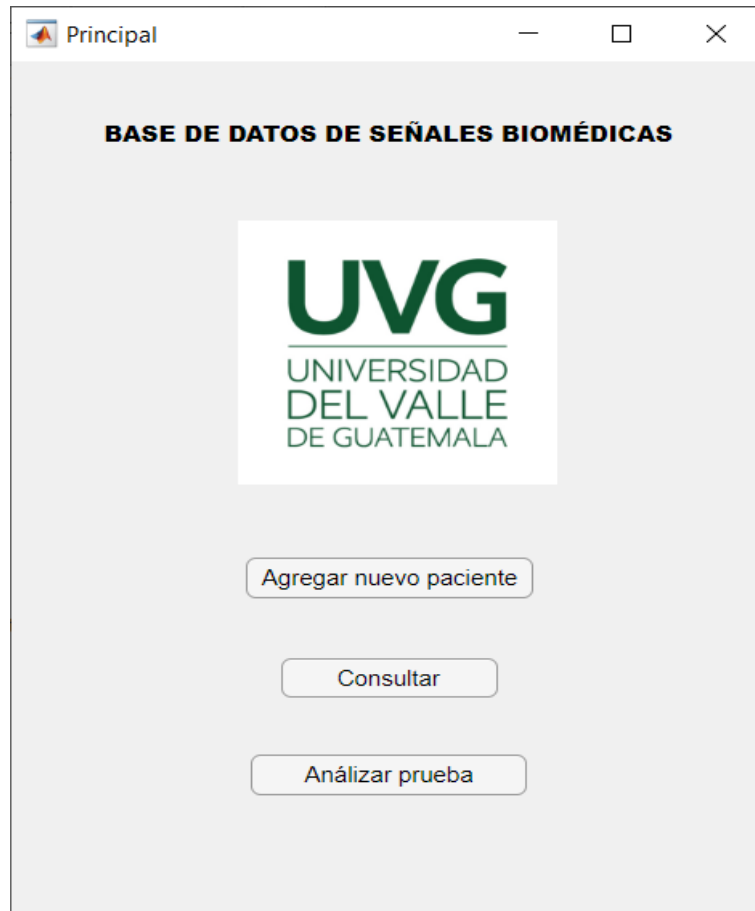 Principal
BASE DE DATOS DE SEÑALES BIOMÉDICAS
UVG
UNIVERSIDAD
DEL VALLE
DE GUATEMALA
Agregar nuevo paciente
Consultar
Análizar prueba